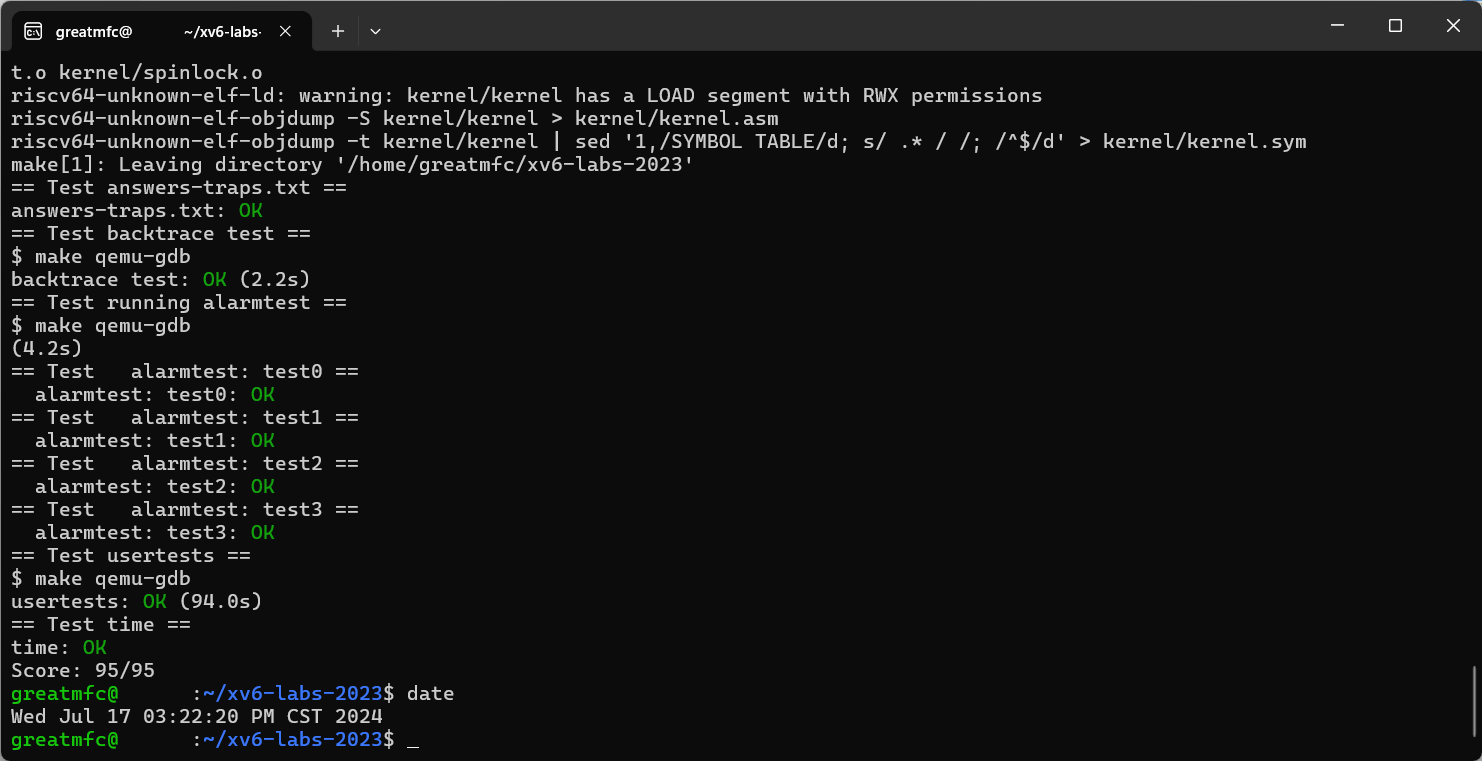 greatmfc@ ~/xv6-labs-
t.o kernel/spinlock.o
riscv64-unknown-elf-ld: warning: kernel/kernel has a LOAD segment with RWX permissions
riscv64-unknown-elf-objdump -S kernel/kernel > kernel/kernel.asm
riscv64-unknown-elf-objdump -t kernel/kernel | sed '1,/SYMBOL TABLE/d; s/ .* / /; /^$/d' > kernel/kernel.sym
make[1]: Leaving directory '/home/greatmfc/xv6-labs-2023'
== Test answers-traps.txt ==
answers-traps.txt: OK
== Test backtrace test ==
$ make qemu-gdb
backtrace test: OK (2.2s)
== Test running alarmtest ==
$ make qemu-gdb
(4.2s)
== Test   alarmtest: test0 ==
  alarmtest: test0: OK
== Test   alarmtest: test1 ==
  alarmtest: test1: OK
== Test   alarmtest: test2 ==
  alarmtest: test2: OK
== Test   alarmtest: test3 ==
  alarmtest: test3: OK
== Test usertests ==
$ make qemu-gdb
usertests: OK (94.0s)
== Test time ==
time: OK
Score: 95/95
greatmfc@      :~/xv6-labs-2023$ date
Wed Jul 17 03:22:20 PM CST 2024
greatmfc@      :~/xv6-labs-2023$ _